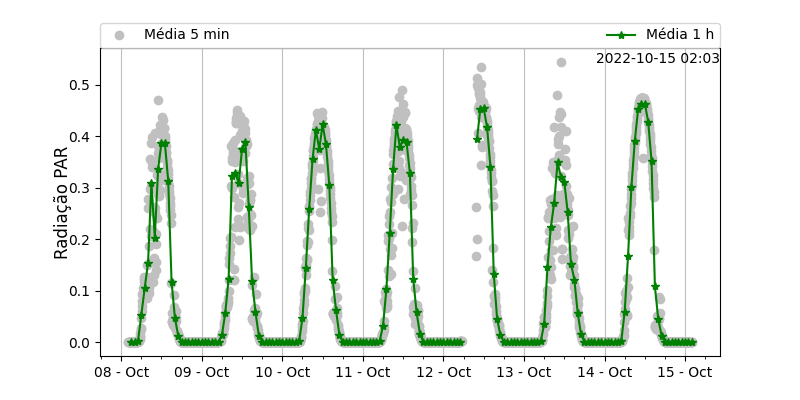 Média 5 min
Média 1 h
2022-10-15 02:03
Radiação PAR
0.5
0.4
0.3
0.2
0.1
0.0
08 - Oct
09 - Oct
10 - Oct
11 - Oct
12 - Oct
13 - Oct
14 - Oct
15 - Oct